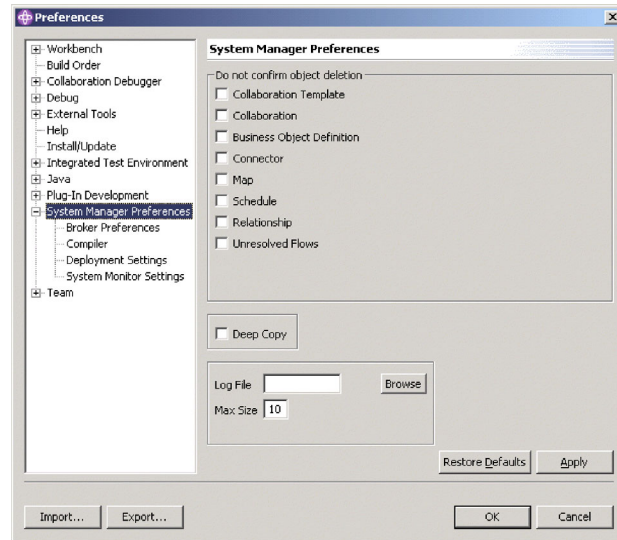 Preferences
Workbench
Build Order
Collaboration Debugger
Debug
External Tools
Help
Install/Update
Integrated Test Environment
Java
Plug-In Development
System Manager Preferences
Broker Preferences
Compiler
Deployment Settings
System Monitor Settings
Team
System Manager Preferences
Do not confirm object deletion
Collaboration Template
Collaboration
Business Object Definition
Connector
Map
Schedule
Relationship
Unresolved Flows
Deep Copy
Log File Browse
Max Size 10
Restore Defaults Apply
Import... Export... OK Cancel